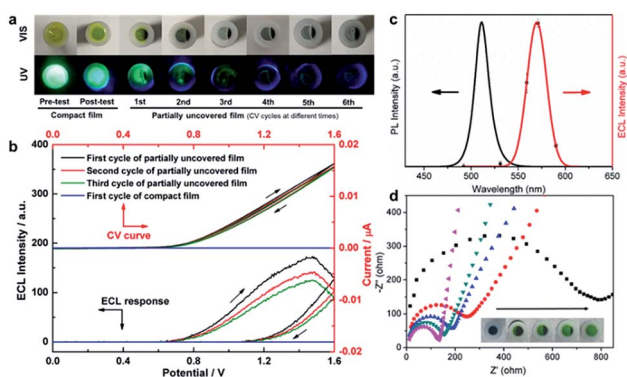 a
VIS
UV
Pre-test Post-test 1st 2nd 3rd 4th 5th 6th
Compact film Partially uncovered film (CV cycles at different times)
b
First cycle of partially uncovered film
Second cycle of partially uncovered film
Third cycle of partially uncovered film
First cycle of compact film
CV curve
ECL response
ECL Intensity / a.u.
400
300
200
100
0
Current / μA
0.02
0.01
0.00
-0.01
-0.02
0.0 0.2 0.4 0.6 0.8 1.0 1.2 1.4 1.6
Potential / V
c
PL Intensity (a.u.)
ECL Intensity (a.u.)
450 500 550 600 650
Wavelength (nm)
d
-Z'' (ohm)
400
300
200
100
0
0 200 400 600 800
Z' (ohm)